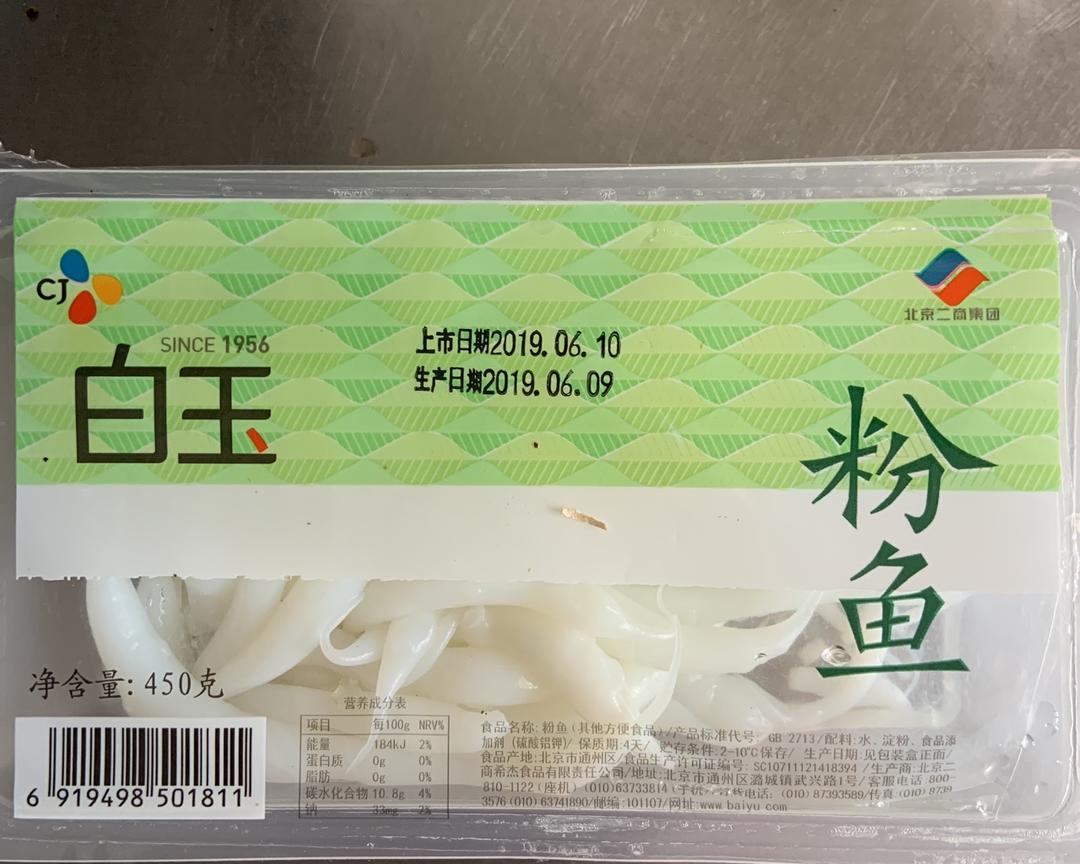 CJ
北京二商集团
SINCE 1956
白玉
上市日期2019.06.10
生产日期2019.06.09
粉鱼
净含量: 450克
6 919498 501811
营养成分表
项目 每100g NRV%
能量 184kJ 2%
蛋白质 0g 0%
脂肪 0g 0%
碳水化合物 10.8g 4%
钠 33mg 2%
食品名称: 粉鱼(其他方便食品)/产品标准代号: GB 2713/配料:水、淀粉、食品添
加剂(硫酸铝钾)/ 保质期:4天/ 贮存条件:2-10℃保存/ 生产日期:见包装盒正面/
食品产地:北京市通州区/食品生产许可证编号: SC10711121418394 /生产商:北京二
商希杰食品有限责任公司/地址:北京市通州区潞城镇武兴路1号/ 客服电话 800-
810-1122(座机) (010)63733814(手机)/订货电话: (010) 87393589/传真:(010) 8739
3576 (010) 63741890/邮编:101107/网址:www.baiyu.com